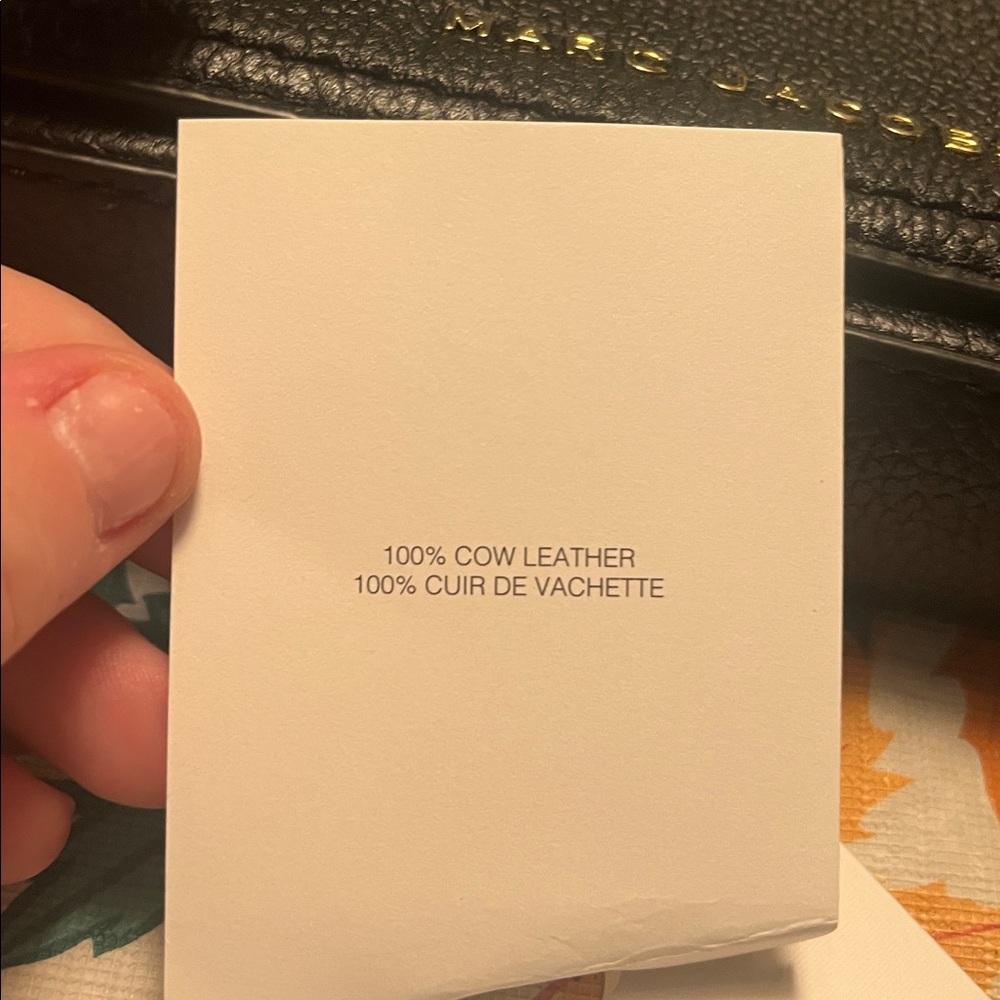 MARC JACOBS
100% COW LEATHER
100% CUIR DE VACHETTE